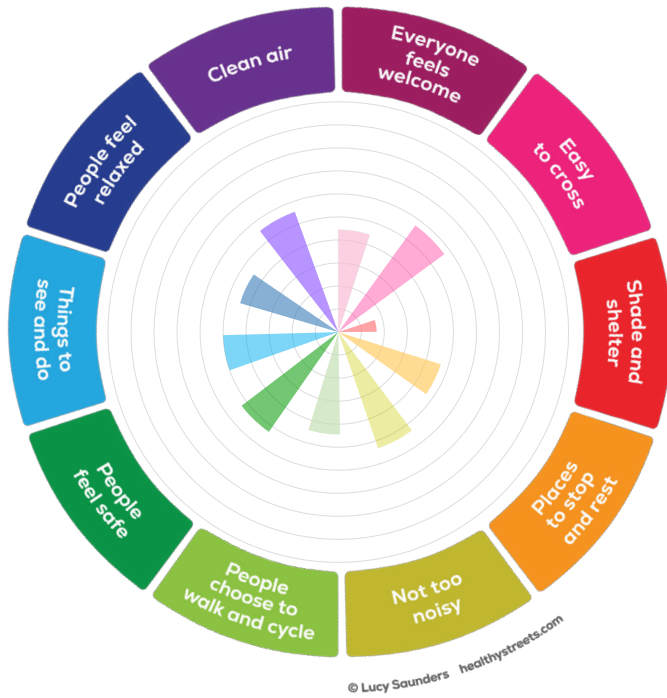 Everyone
feels
welcome
Easy
to cross
Shade and
shelter
Places
to stop
and rest
Not too
noisy
People
choose to
walk and cycle
People
feel safe
Things to
see and do
People feel
relaxed
Clean air
© Lucy Saunders healthystreets.com